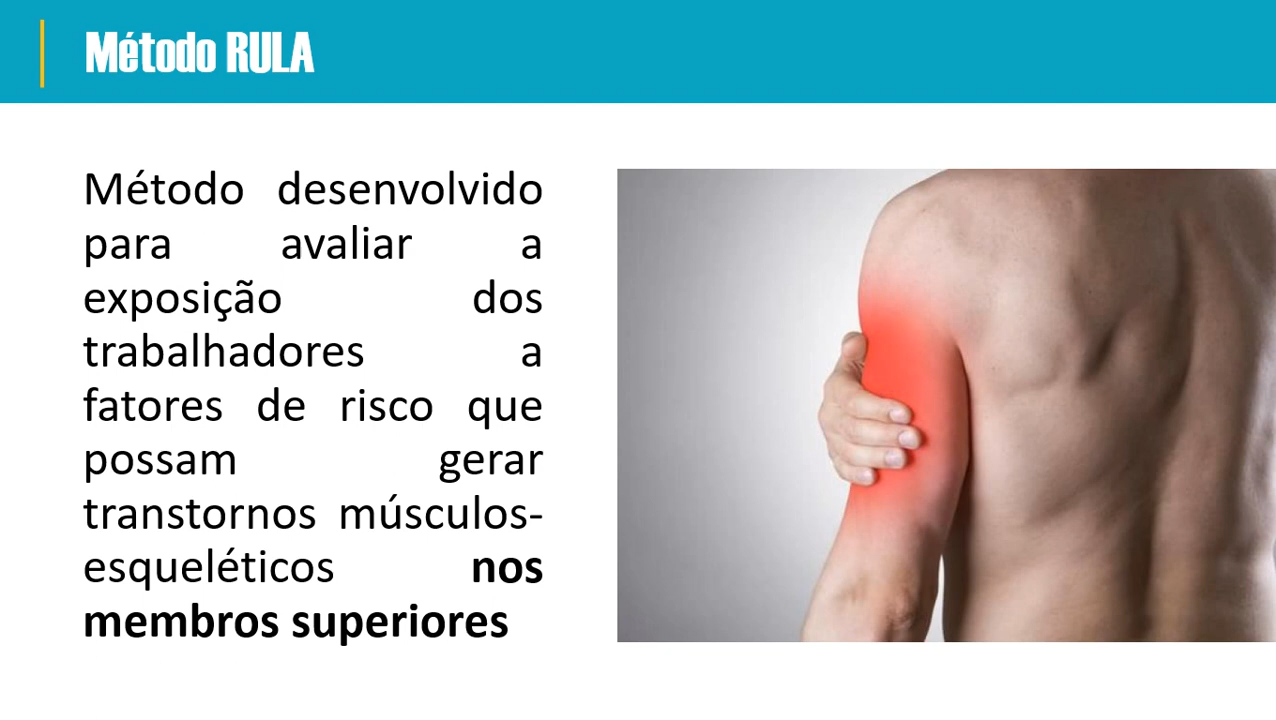 Método RULA
Método desenvolvido
para avaliar a
exposição dos
trabalhadores a
fatores de risco que
possam gerar
transtornos músculos-
esqueléticos nos
membros superiores